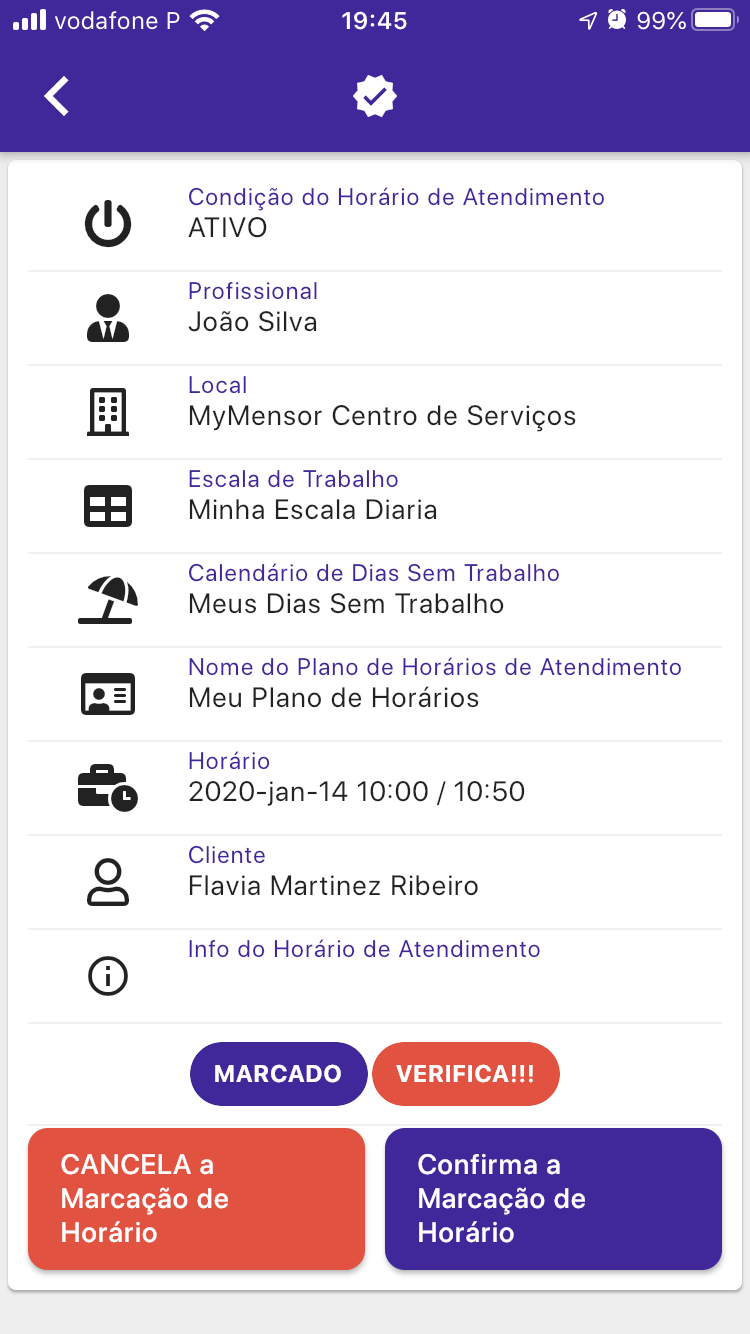 vodafone P 19:45 99%
Condição do Horário de Atendimento
ATIVO
Profissional
João Silva
Local
MyMensor Centro de Serviços
Escala de Trabalho
Minha Escala Diaria
Calendário de Dias Sem Trabalho
Meus Dias Sem Trabalho
Nome do Plano de Horários de Atendimento
Meu Plano de Horários
Horário
2020-jan-14 10:00 / 10:50
Cliente
Flavia Martinez Ribeiro
Info do Horário de Atendimento
MARCADO VERIFICA!!!
CANCELA a
Marcação de
Horário
Confirma a
Marcação de
Horário